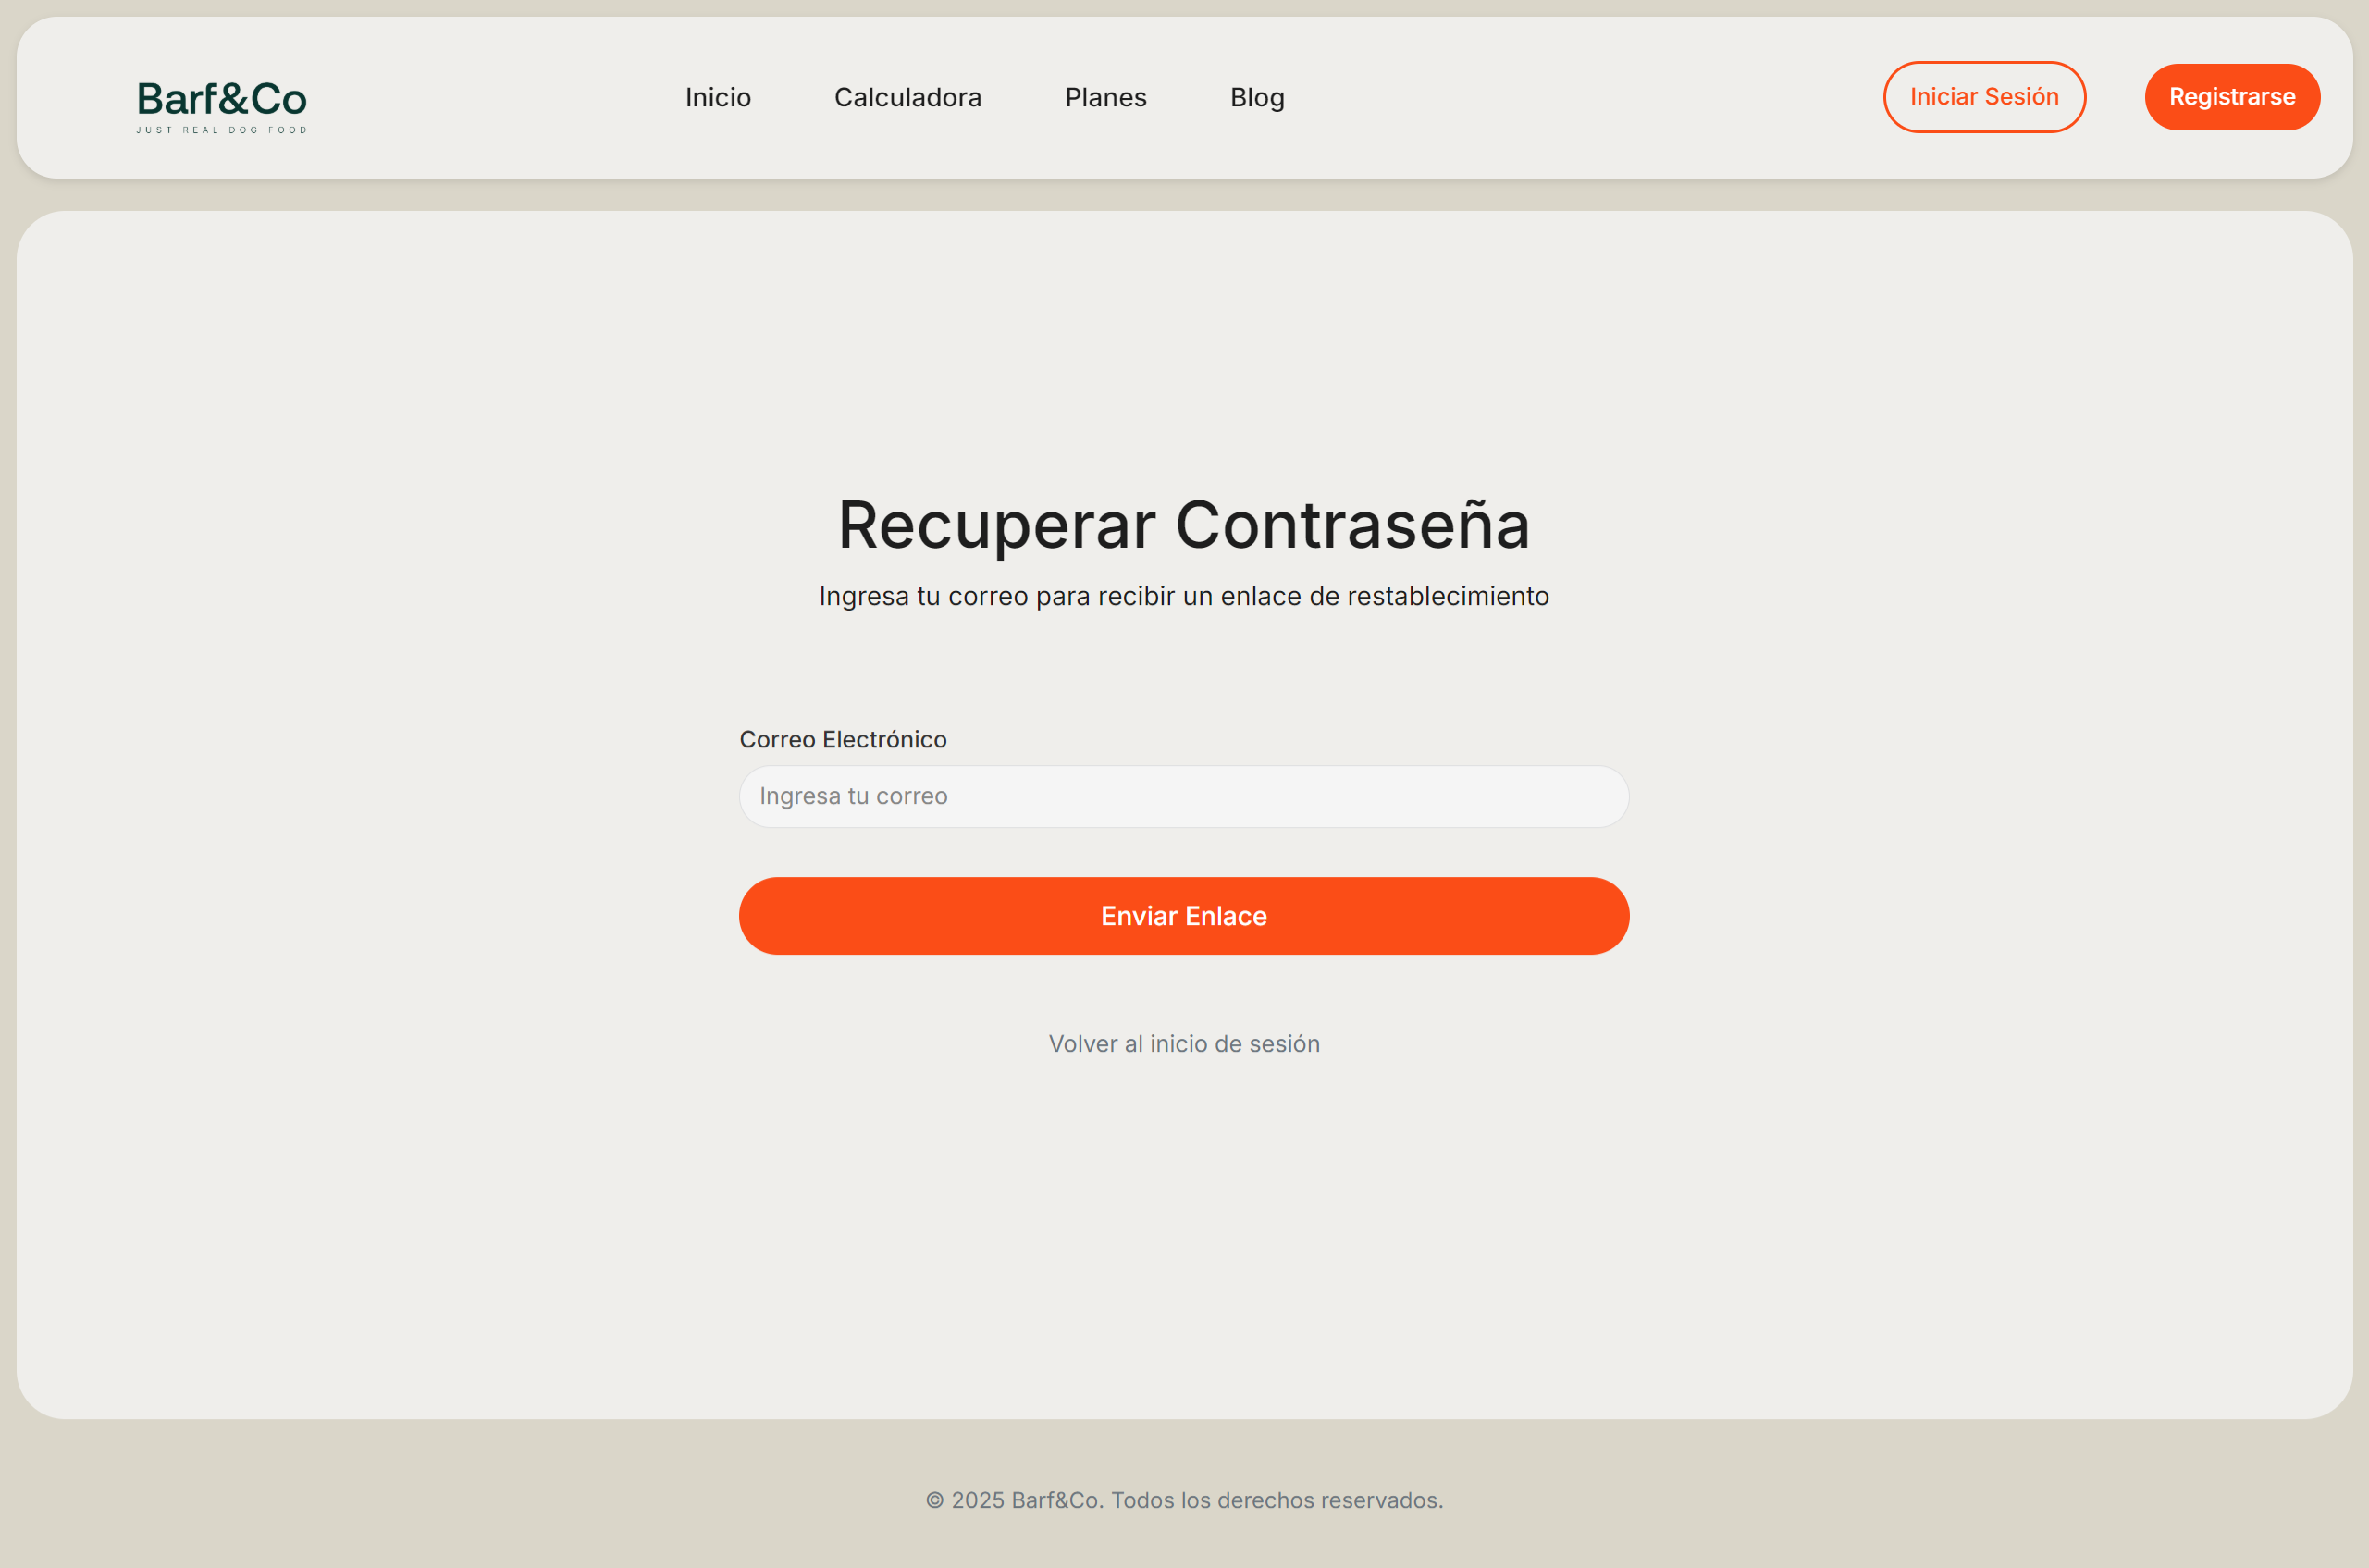 Barf&Co
JUST REAL DOG FOOD
Inicio
Calculadora
Planes
Blog
Iniciar Sesión
Registrarse
Recuperar Contraseña
Ingresa tu correo para recibir un enlace de restablecimiento
Correo Electrónico
Ingresa tu correo
Enviar Enlace
Volver al inicio de sesión
© 2025 Barf&Co. Todos los derechos reservados.